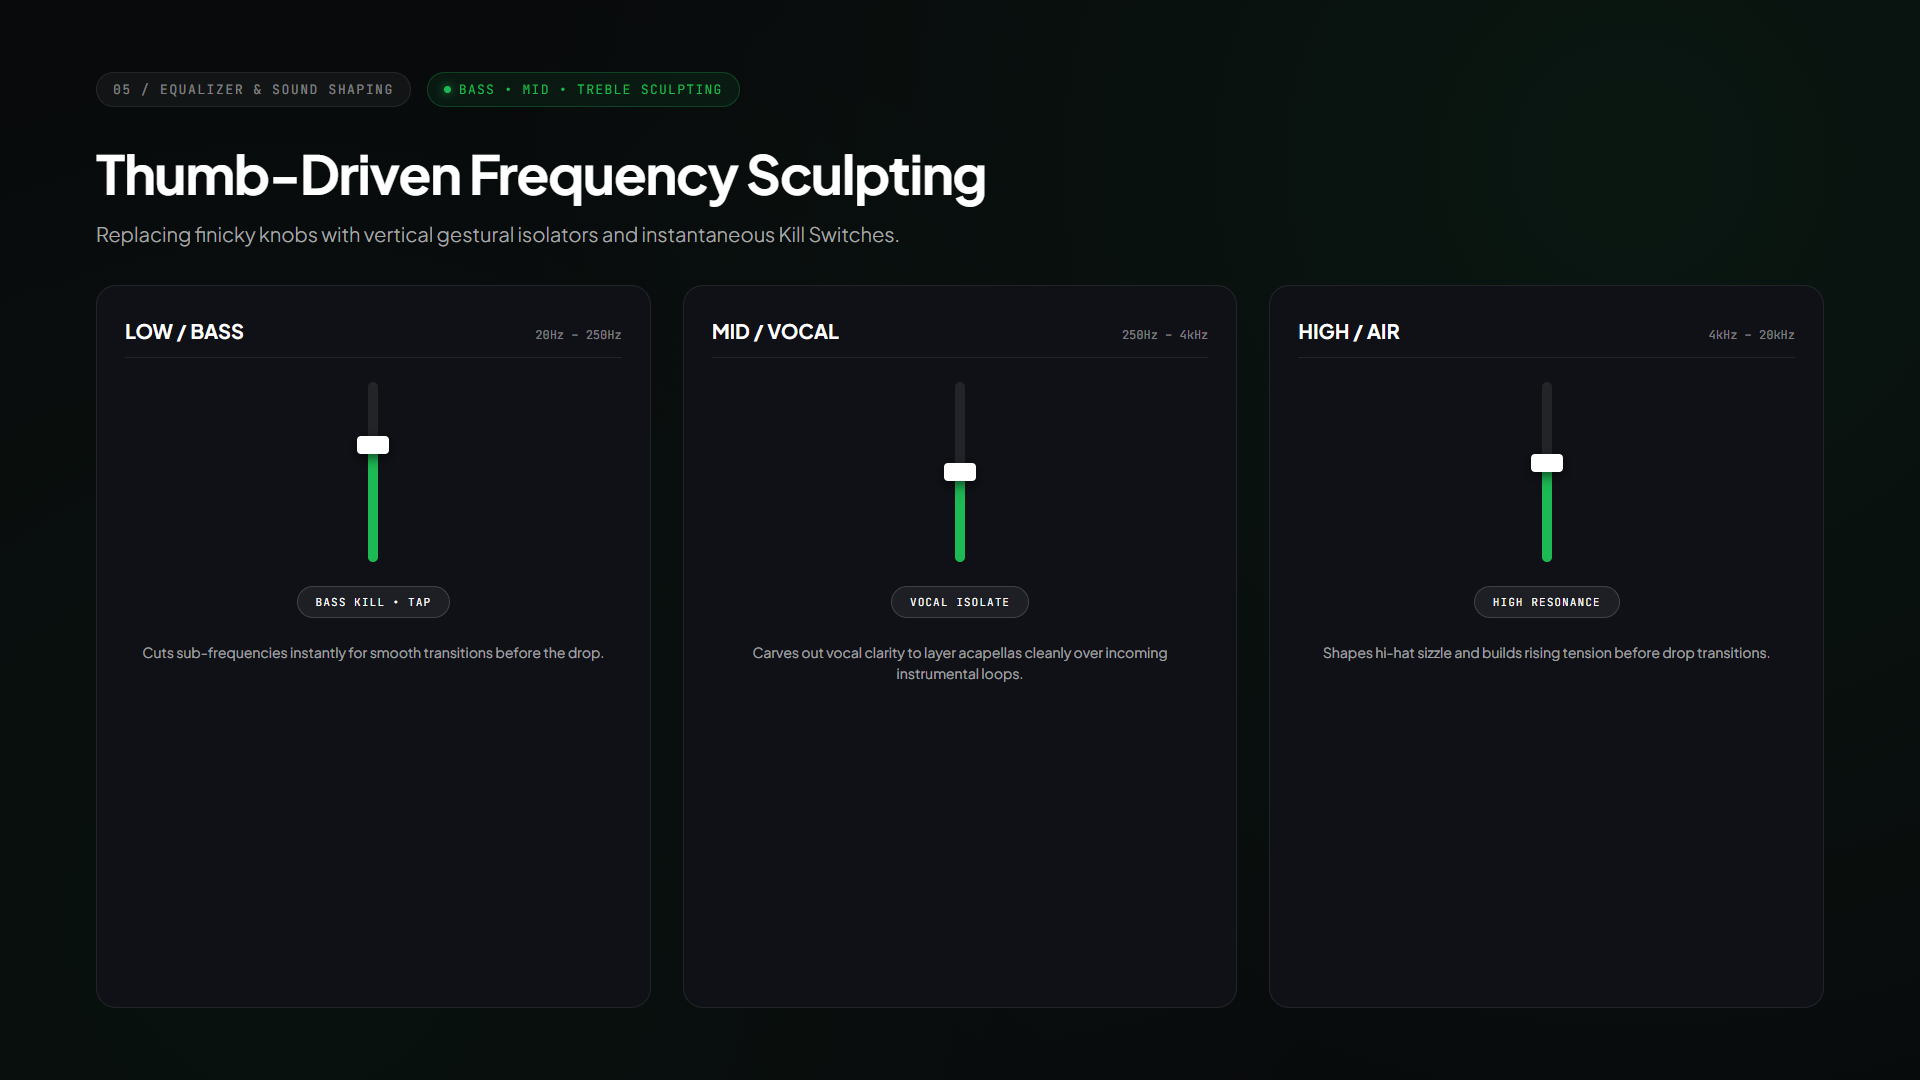 05 / EQUALIZER & SOUND SHAPING
BASS • MID • TREBLE SCULPTING
Thumb-Driven Frequency Sculpting
Replacing finicky knobs with vertical gestural isolators and instantaneous Kill Switches.
LOW / BASS
20Hz – 250Hz
BASS KILL • TAP
Cuts sub-frequencies instantly for smooth transitions before the drop.
MID / VOCAL
250Hz – 4kHz
VOCAL ISOLATE
Carves out vocal clarity to layer acapellas cleanly over incoming
instrumental loops.
HIGH / AIR
4kHz – 20kHz
HIGH RESONANCE
Shapes hi-hat sizzle and builds rising tension before drop transitions.